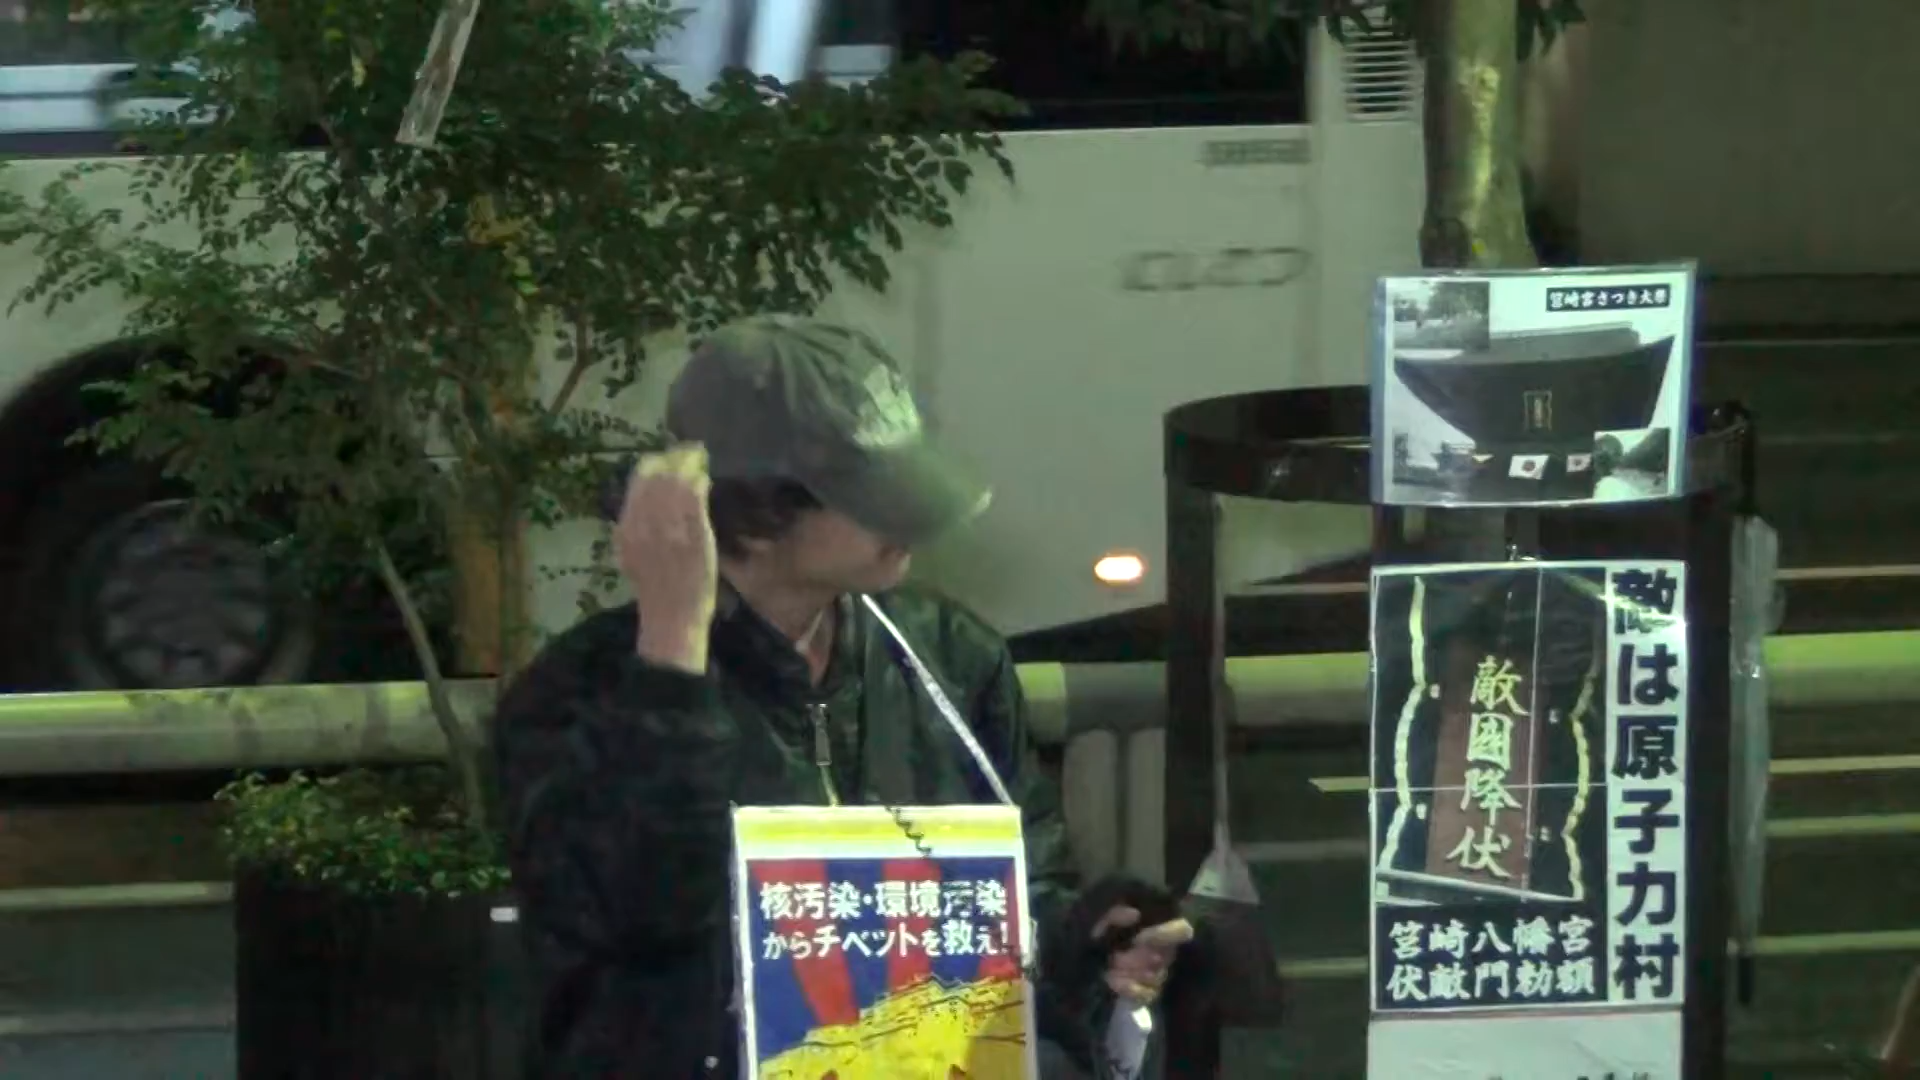 核汚染・環境汚染
からチベットを救え!
筥崎宮さつき大祭
敵は原子力村
敵国降伏
筥崎八幡宮
伏敵門勅額